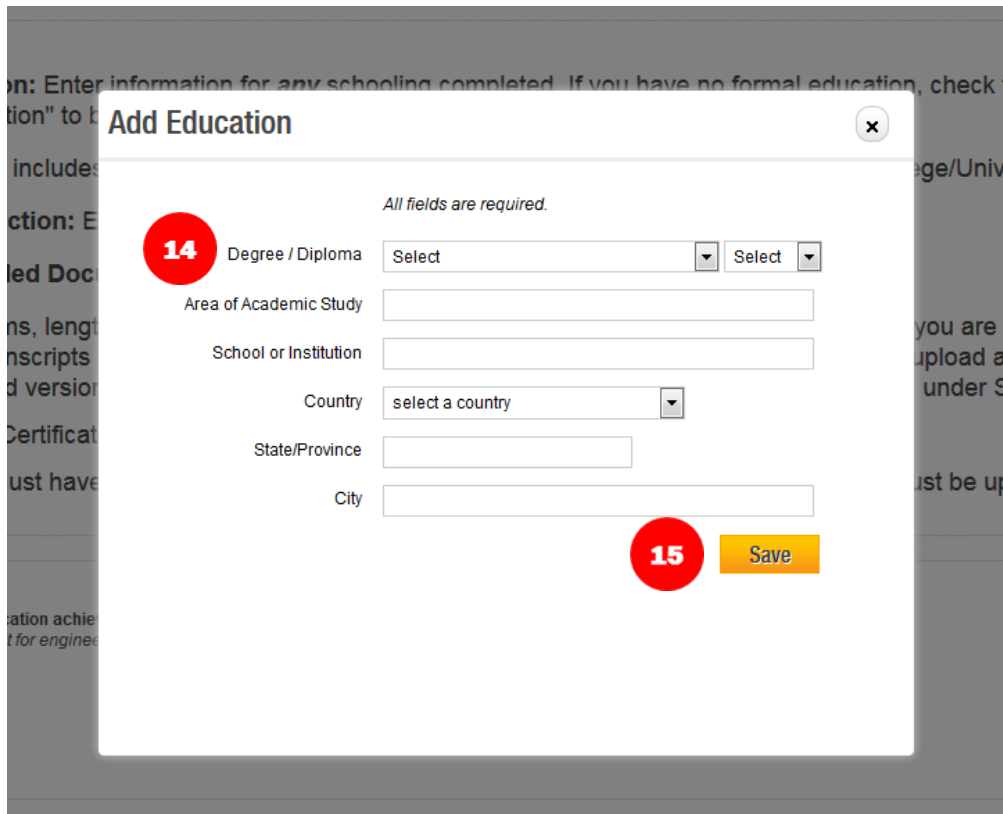 on: Enter information for any schooling completed. If you have no formal education, check
tion" to
Add Education
x
includes
ge/Univ
All fields are required.
ction: E
14
Degree / Diploma Select Select
led Doc
Area of Academic Study
ms, lengt you are
School or Institution
nscripts upload a
d version under S
Country select a country
Certificat
State/Province
ust have ust be up
City
15
Save
cation achie
t for enginee